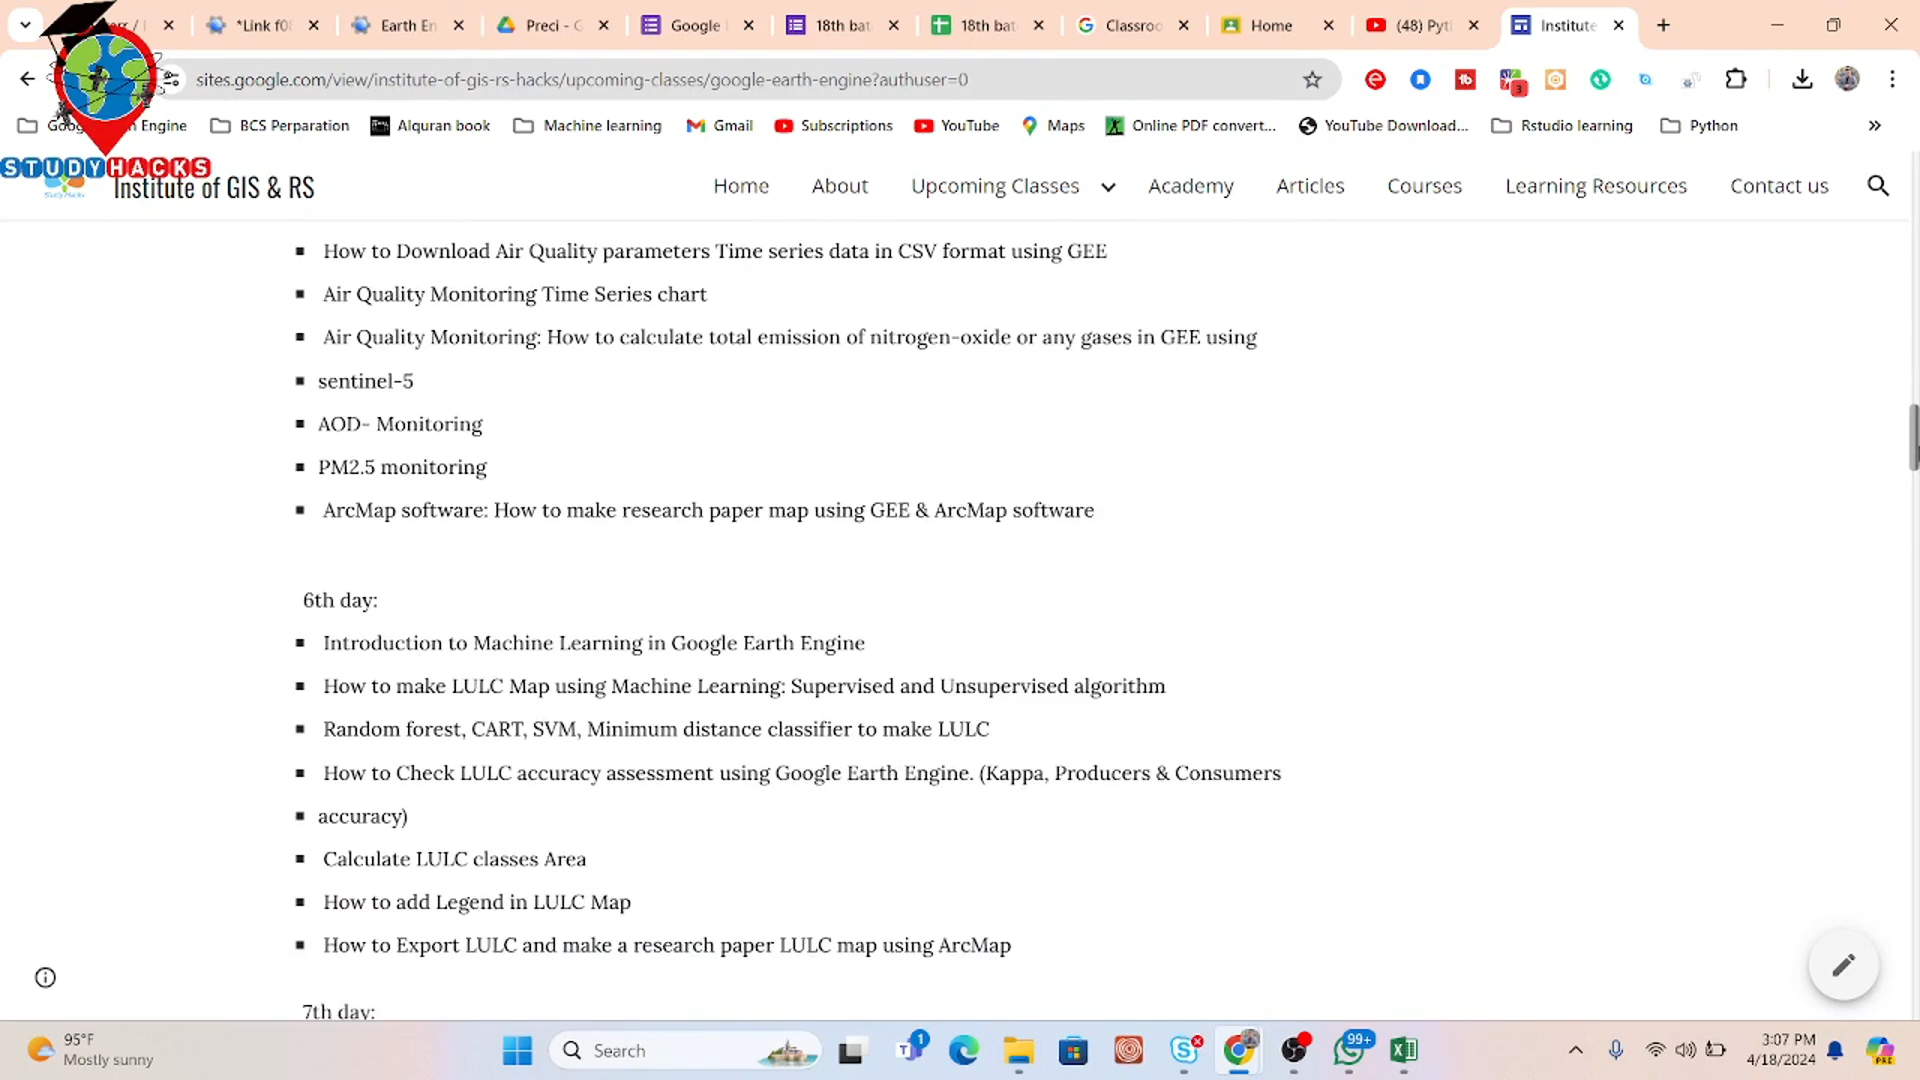 *Link f0
Earth En
Preci - G
Google
18th bat
18th bat
Classroo
Home
(48) Pyt
Institute
sites.google.com/view/institute-of-gis-rs-hacks/upcoming-classes/google-earth-engine?authuser=0
3
Engine
BCS Perparation
Alquran book
Machine learning
Gmail
Subscriptions
YouTube
Maps
Online PDF convert...
YouTube Download...
Rstudio learning
Python
STUDYHACKS
Institute of GIS & RS
Home
About
Upcoming Classes
Academy
Articles
Courses
Learning Resources
Contact us
How to Download Air Quality parameters Time series data in CSV format using GEE
Air Quality Monitoring Time Series chart
Air Quality Monitoring: How to calculate total emission of nitrogen-oxide or any gases in GEE using
sentinel-5
AOD- Monitoring
PM2.5 monitoring
ArcMap software: How to make research paper map using GEE & ArcMap software
6th day:
Introduction to Machine Learning in Google Earth Engine
How to make LULC Map using Machine Learning: Supervised and Unsupervised algorithm
Random forest, CART, SVM, Minimum distance classifier to make LULC
How to Check LULC accuracy assessment using Google Earth Engine. (Kappa, Producers & Consumers
accuracy)
Calculate LULC classes Area
How to add Legend in LULC Map
How to Export LULC and make a research paper LULC map using ArcMap
7th day:
95°F
Mostly sunny
Search
1
99+
3:07 PM
4/18/2024